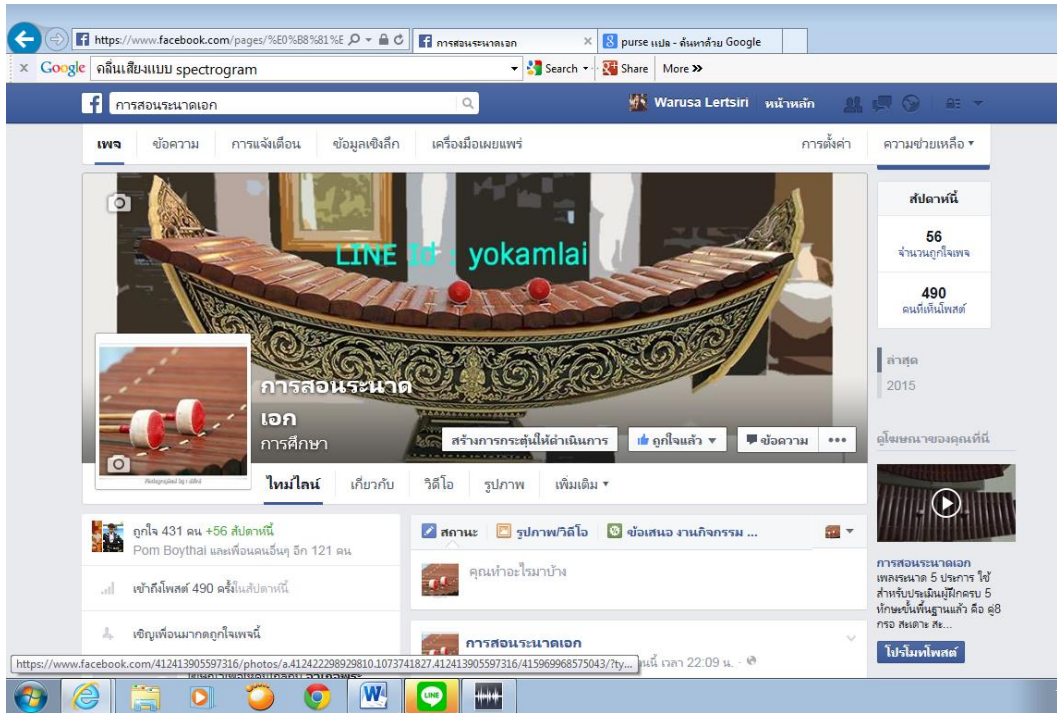 https://www.facebook.com/pages/%E0%B8%81%E
การสอนระนาดเอก
purse แปล - ค้นหาด้วย Google
Google คลื่นเสียงแบบ spectrogram
Search
Share
More »
การสอนระนาดเอก
Warusa Lertsiri
หน้าหลัก
เพจ
ข้อความ
การแจ้งเตือน
ข้อมูลเชิงลึก
เครื่องมือเผยแพร่
การตั้งค่า
ความช่วยเหลือ
LINE Id : yokamlai
การสอนระนาด
เอก
การศึกษา
สร้างการกระตุ้นให้ดำเนินการ
ถูกใจแล้ว
ข้อความ
ไทม์ไลน์
เกี่ยวกับ
วิดีโอ
รูปภาพ
เพิ่มเติม
ถูกใจ 431 คน +56 สัปดาห์นี้
Pom Boythai และเพื่อนคนอื่นๆ อีก 121 คน
เข้าถึงโพสต์ 490 ครั้งในสัปดาห์นี้
เชิญเพื่อนมากดถูกใจเพจนี้
สถานะ
รูปภาพ/วิดีโอ
ข้อเสนอ งานกิจกรรม ...
คุณทำอะไรมาบ้าง
การสอนระนาดเอก
เวลา 22:09 น.
https://www.facebook.com/412413905597316/photos/a.412422298929810.1073741827.412413905597316/415969968575043/?ty...
สัปดาห์นี้
56
จำนวนถูกใจเพจ
490
คนที่เห็นโพสต์
ล่าสุด
2015
ดูโฆษณาของคุณที่นี่
การสอนระนาดเอก
เพลงระนาด 5 ประการ ใช้
สำหรับประเมินผู้ฝึกครบ 5
ทักษะขั้นพื้นฐานแล้ว คือ คู่8
กรอ สะเดาะ สะ...
โปรโมทโพสต์
LINE